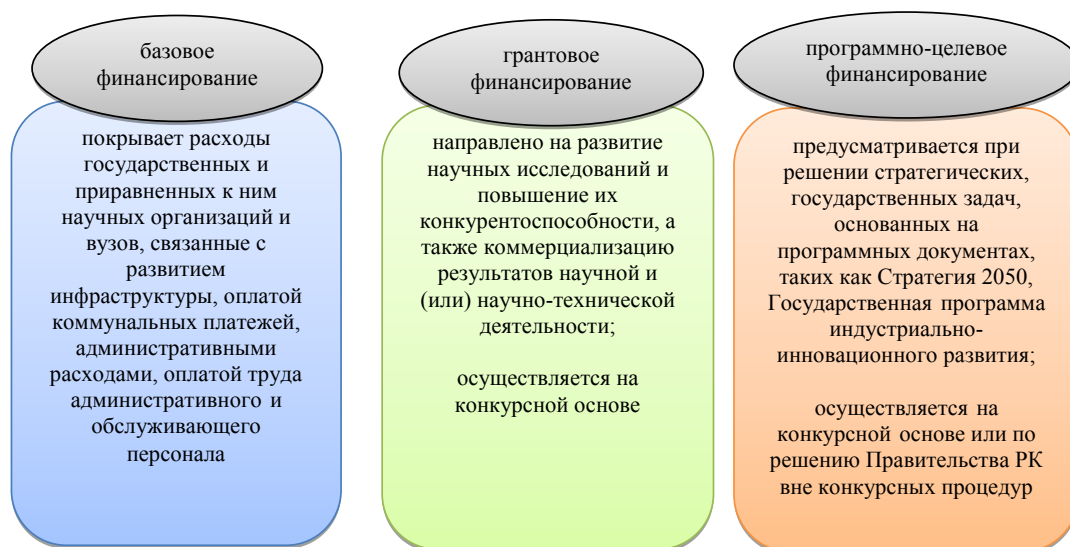 базовое
финансирование
покрывает расходы
государственных и
приравненных к ним
научных организаций и
вузов, связанные с
развитием
инфраструктуры, оплатой
коммунальных платежей,
административными
расходами, оплатой труда
административного и
обслуживающего
персонала
грантовое
финансирование
направлено на развитие
научных исследований и
повышение их
конкурентоспособности, а
также коммерциализацию
результатов научной и
(или) научно-технической
деятельности;
осуществляется на
конкурсной основе
программно-целевое
финансирование
предусматривается при
решении стратегических,
государственных задач,
основанных на
программных документах,
таких как Стратегия 2050,
Государственная программа
индустриально-
инновационного развития;
осуществляется на
конкурсной основе или по
решению Правительства РК
вне конкурсных процедур